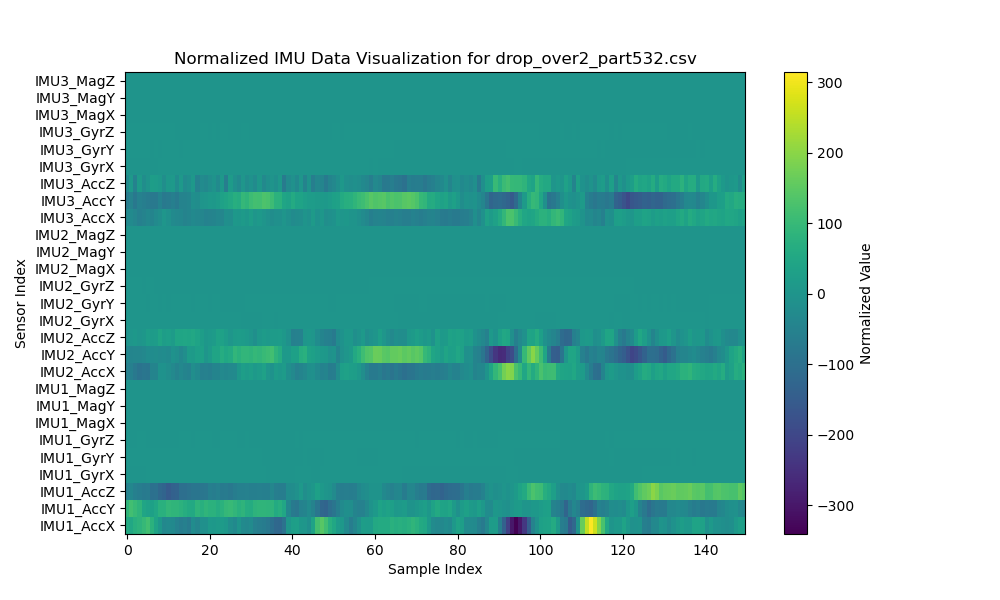 Normalized IMU Data Visualization for drop_over2_part532.csv
IMU3_MagZ
IMU3_MagY
IMU3_MagX
IMU3_GyrZ
IMU3_GyrY
IMU3_GyrX
IMU3_AccZ
IMU3_AccY
IMU3_AccX
IMU2_MagZ
IMU2_MagY
IMU2_MagX
IMU2_GyrZ
IMU2_GyrY
IMU2_GyrX
IMU2_AccZ
IMU2_AccY
IMU2_AccX
IMU1_MagZ
IMU1_MagY
IMU1_MagX
IMU1_GyrZ
IMU1_GyrY
IMU1_GyrX
IMU1_AccZ
IMU1_AccY
IMU1_AccX
Sensor Index
0 20 40 60 80 100 120 140
Sample Index
300
200
100
0
−100
−200
−300
Normalized Value